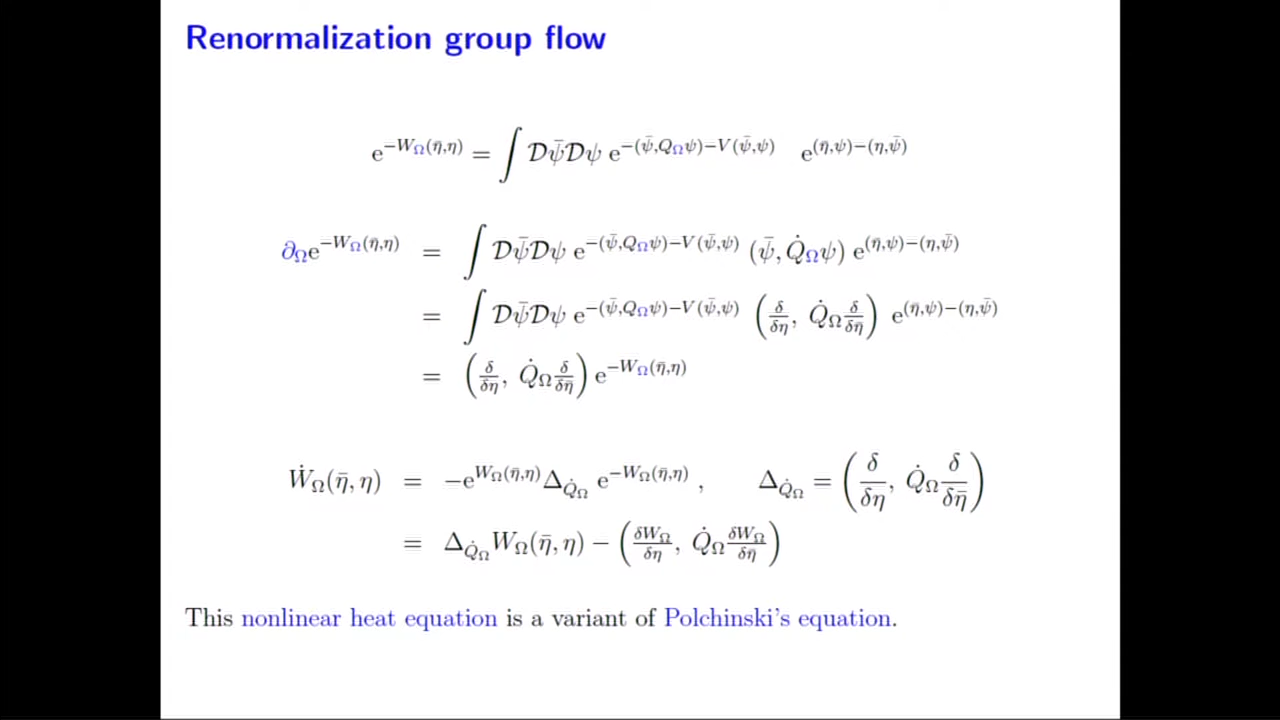 Renormalization group flow
e^{−W_Ω(η̄,η)} = ∫ 𝒟ψ̄𝒟ψ e^{−(ψ̄,Q_Ωψ)−V(ψ̄,ψ)} e^{(η̄,ψ)−(η,ψ̄)}
∂_Ω e^{−W_Ω(η̄,η)} = ∫ 𝒟ψ̄𝒟ψ e^{−(ψ̄,Q_Ωψ)−V(ψ̄,ψ)} (ψ̄, Q̇_Ωψ) e^{(η̄,ψ)−(η,ψ̄)}
= ∫ 𝒟ψ̄𝒟ψ e^{−(ψ̄,Q_Ωψ)−V(ψ̄,ψ)} (δ/δη, Q̇_Ω δ/δη̄) e^{(η̄,ψ)−(η,ψ̄)}
= (δ/δη, Q̇_Ω δ/δη̄) e^{−W_Ω(η̄,η)}
Ẇ_Ω(η̄, η) = −e^{W_Ω(η̄,η)} Δ_{Q̇_Ω} e^{−W_Ω(η̄,η)} , Δ_{Q̇_Ω} = (δ/δη, Q̇_Ω δ/δη̄)
= Δ_{Q̇_Ω} W_Ω(η̄, η) − (δW_Ω/δη, Q̇_Ω δW_Ω/δη̄)
This nonlinear heat equation is a variant of Polchinski's equation.